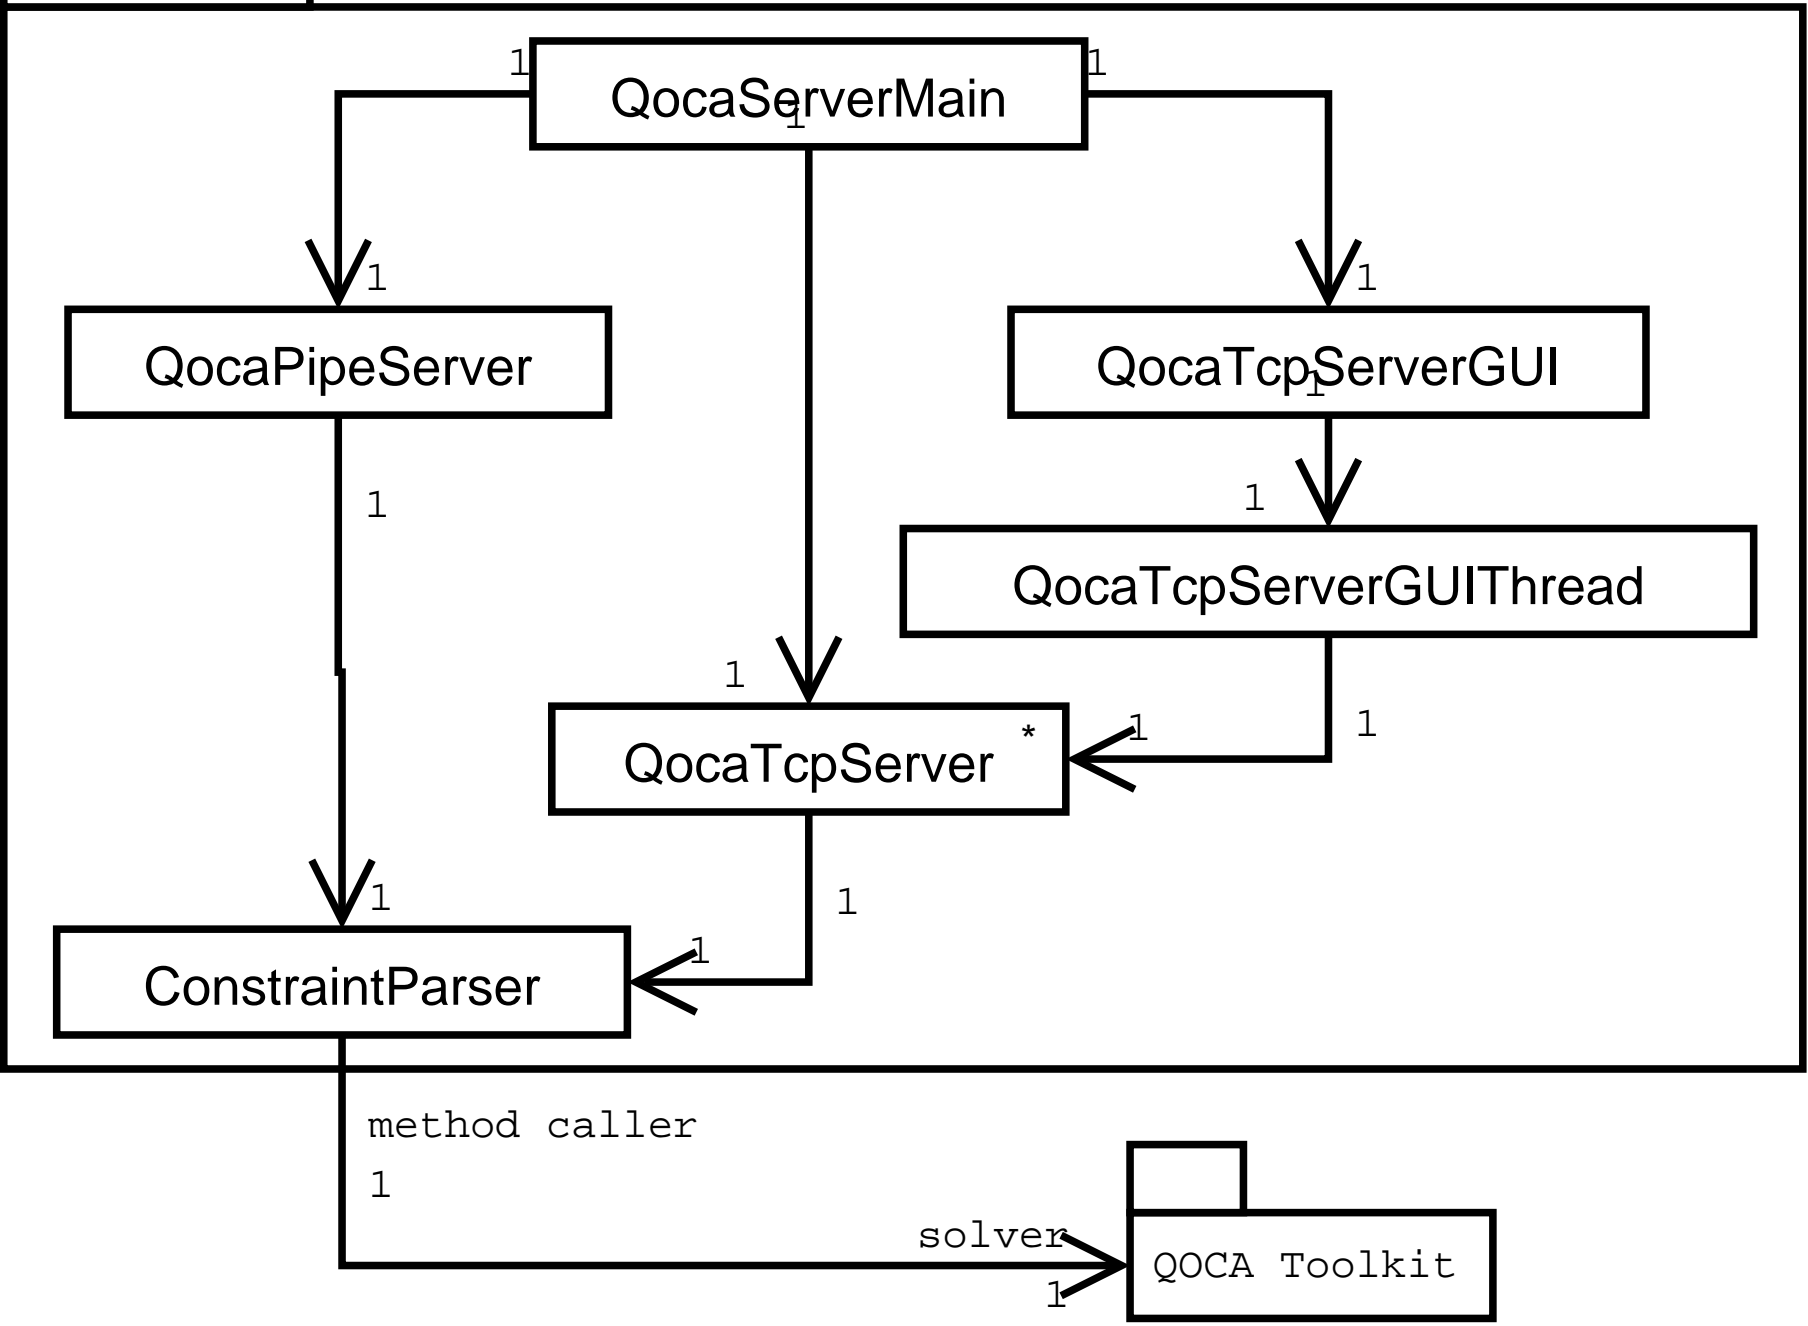 1 1
QocaServerMain
1
1 1
QocaPipeServer QocaTcpServerGUI
1
1 1
QocaTcpServerGUIThread
1
* 1 1
QocaTcpServer
1 1
1
ConstraintParser
method caller
1
solver
QOCA Toolkit
1